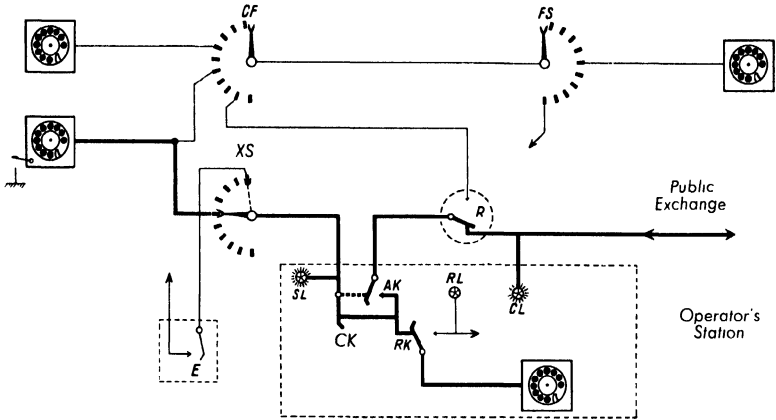 CF
FS
XS
R
Public
Exchange
SL
AK
RL
CL
Operator's
Station
CK
RK
E